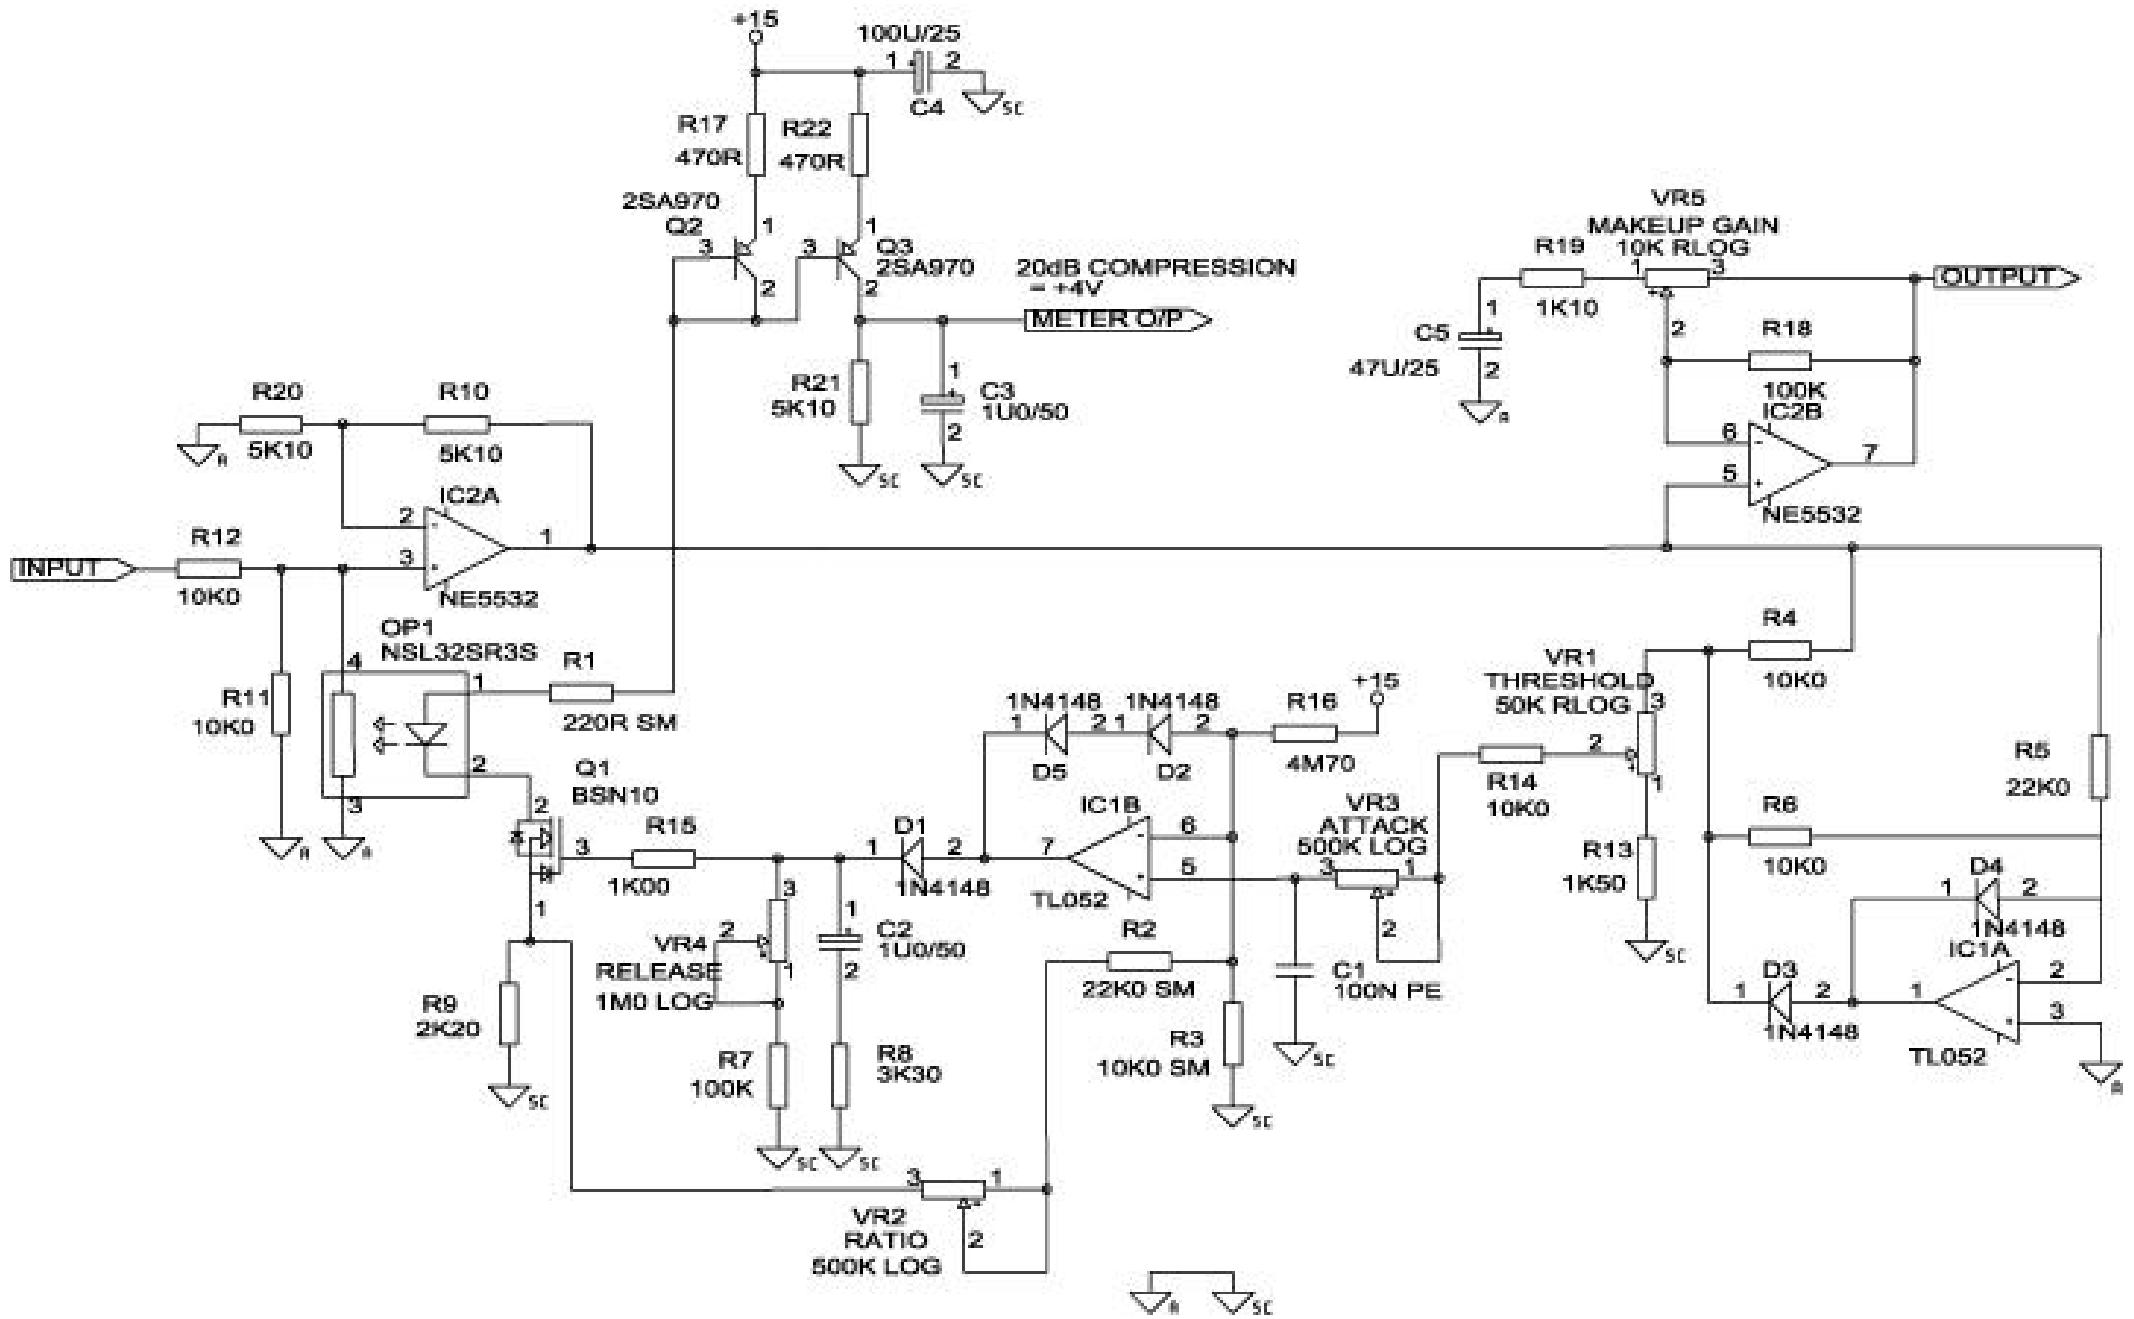 +15
100U/25
1 2
C4
SC
R17
470R
R22
470R
2SA970
Q2
1
3
2
3
1
Q3
2SA970
2
20dB COMPRESSION
= +4V
METER O/P
R21
5K10
1
C3
1U0/50
2
SC
SC
VR5
MAKEUP GAIN
10K RLOG
R19
1K10
1
3
2
OUTPUT
C5
47U/25
1
2
A
R18
100K
IC2B
6
5
7
NE5532
R20
5K10
A
R10
5K10
IC2A
2
3
1
NE5532
INPUT
R12
10K0
OP1
NSL32SR3S
4
1
2
3
R1
220R SM
R11
10K0
A
A
Q1
BSN10
2
3
1
R15
1K00
D1
1
2
1N4148
1N4148
1
2
D5
1N4148
1
2
D2
R16
4M70
+15
IC1B
7
6
5
TL052
VR3
ATTACK
500K LOG
3
1
2
R14
10K0
VR1
THRESHOLD
50K RLOG
3
2
1
R4
10K0
R5
22K0
R6
10K0
R13
1K50
SC
D4
1
2
1N4148
IC1A
D3
1
2
1N4148
1
2
3
TL052
A
VR4
RELEASE
1M0 LOG
3
2
1
1
C2
1U0/50
2
R2
22K0 SM
C1
100N PE
SC
R9
2K20
SC
R7
100K
SC
R8
3K30
SC
R3
10K0 SM
SC
3
1
VR2
RATIO
500K LOG
2
A
SC